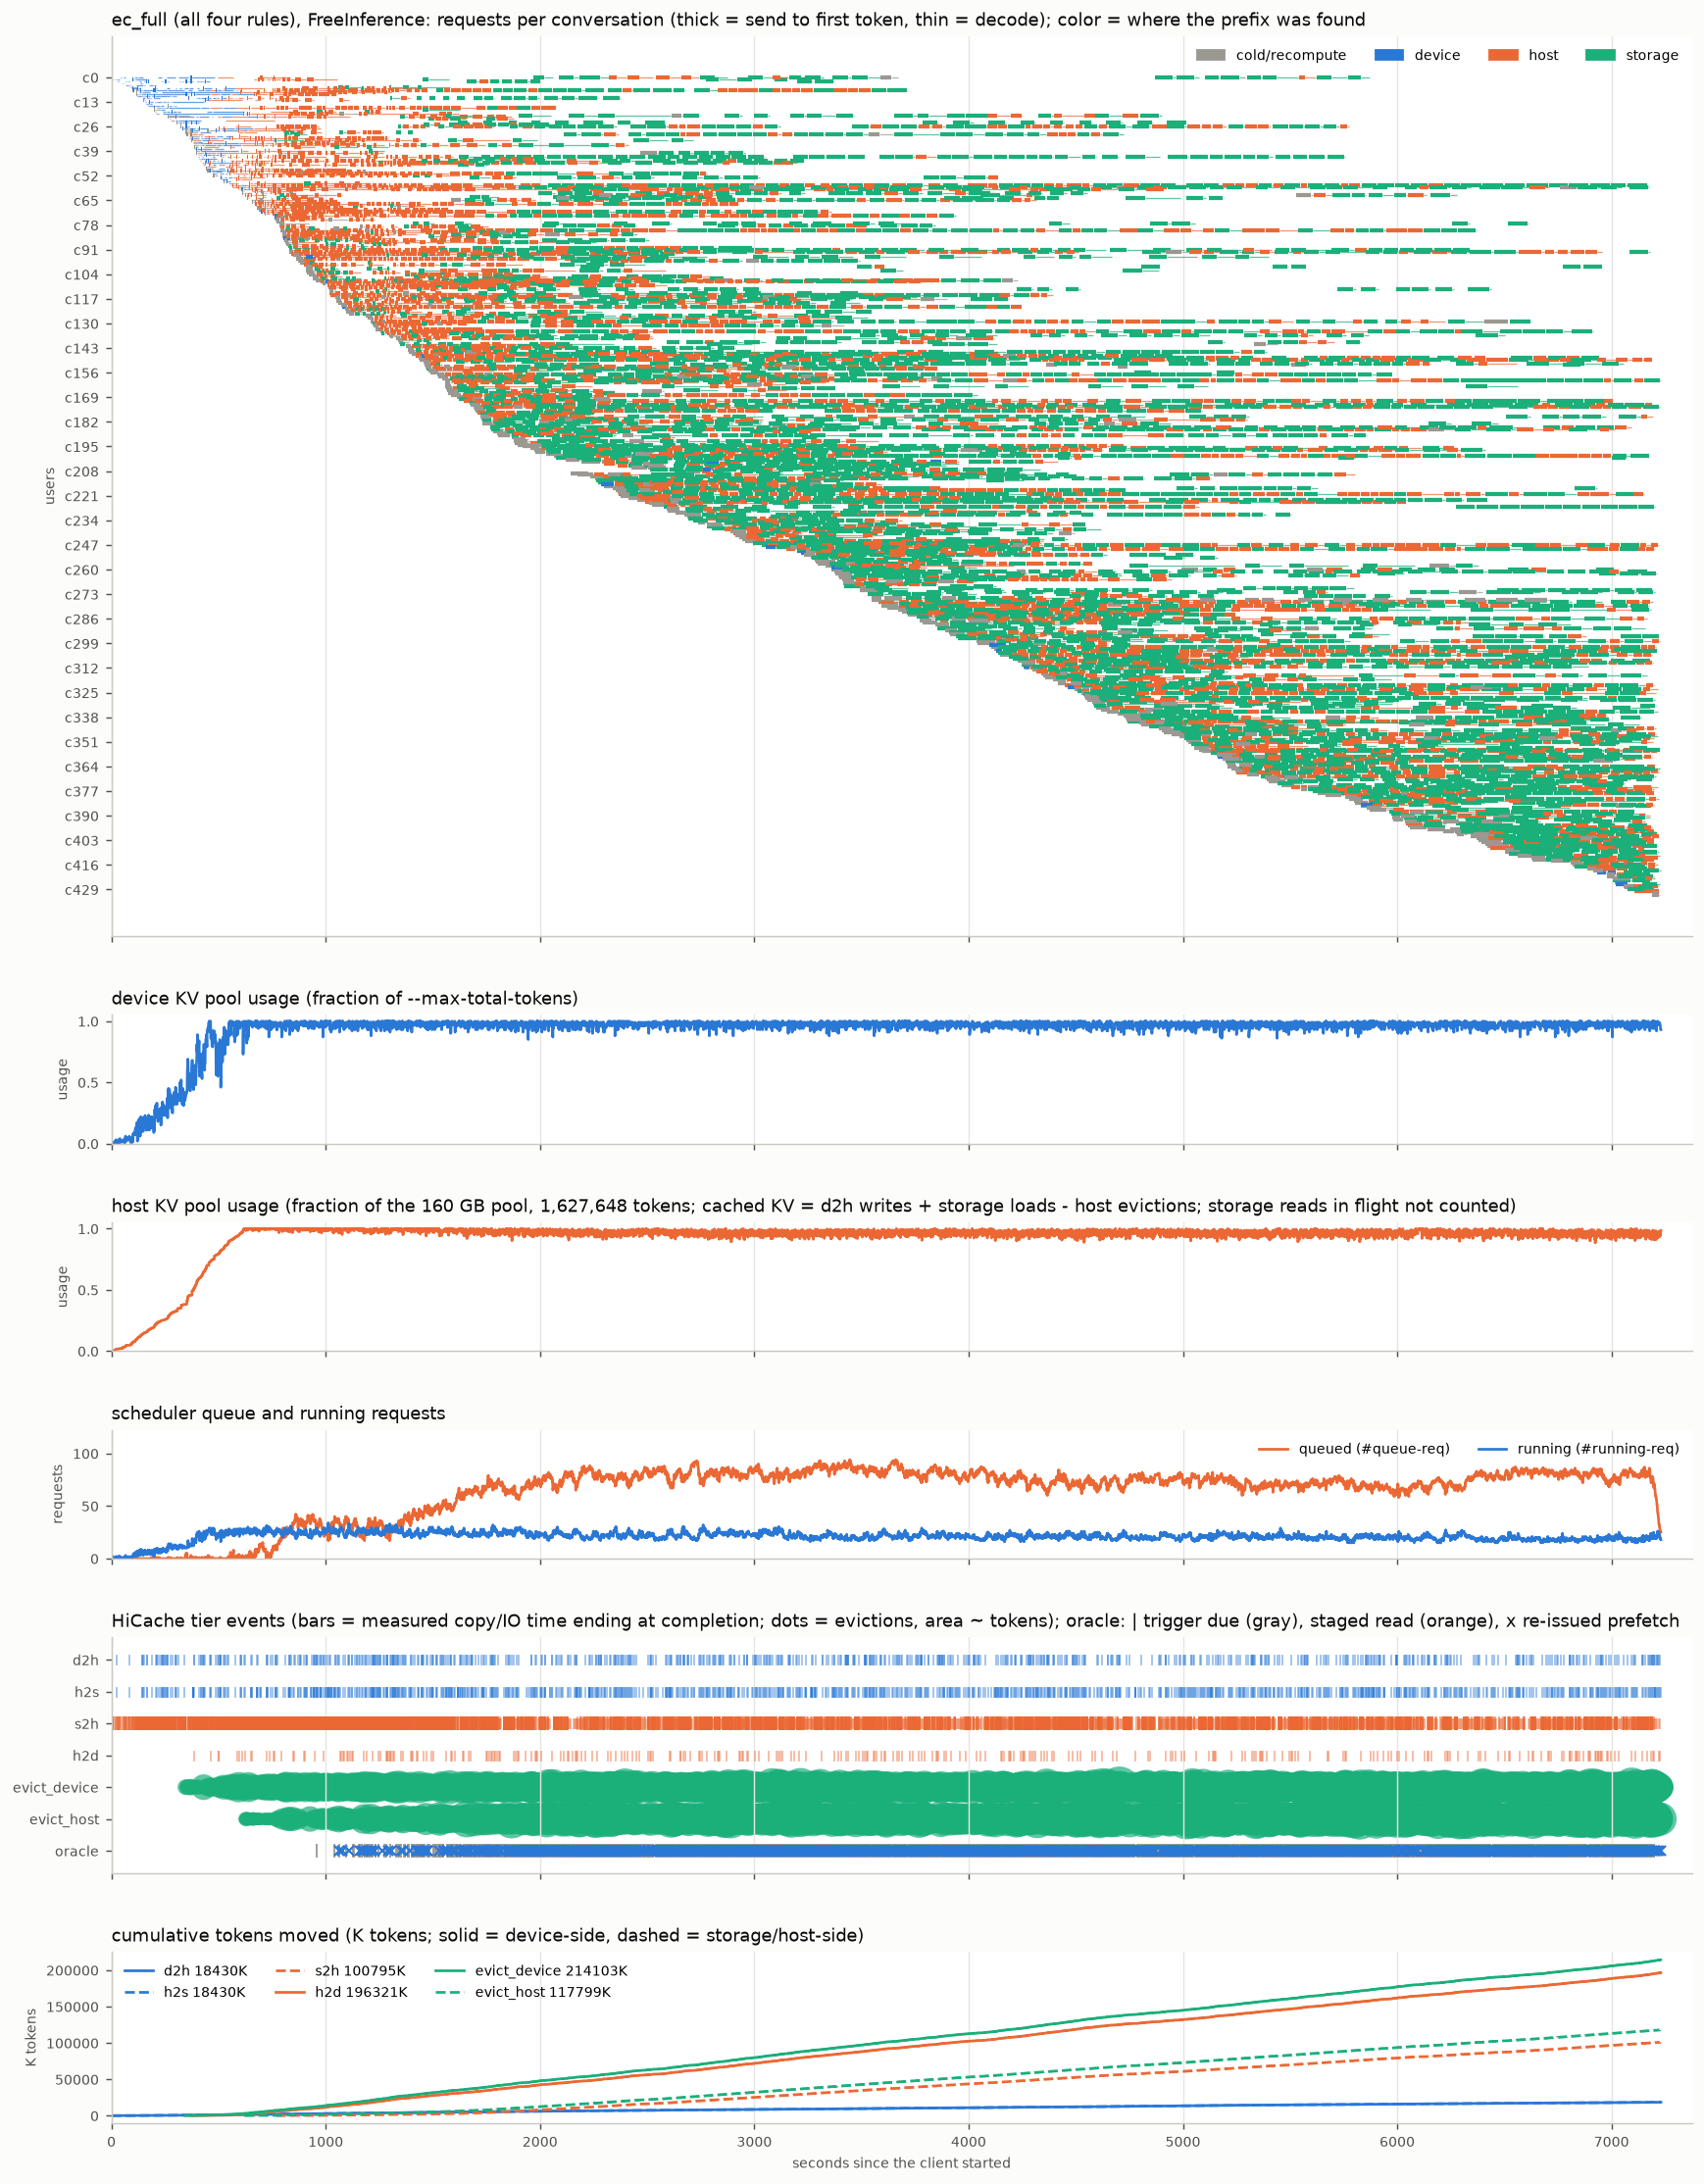 ec_full (all four rules), FreeInference: requests per conversation (thick = send to first token, thin = decode); color = where the prefix was found
cold/recompute
device
host
storage
c0
c13
c26
c39
c52
c65
c78
c91
c104
c117
c130
c143
c156
c169
c182
c195
c208
c221
c234
c247
c260
c273
c286
c299
c312
c325
c338
c351
c364
c377
c390
c403
c416
c429
users
device KV pool usage (fraction of --max-total-tokens)
1.0
0.5
0.0
usage
host KV pool usage (fraction of the 160 GB pool, 1,627,648 tokens; cached KV = d2h writes + storage loads - host evictions; storage reads in flight not counted)
1.0
0.5
0.0
usage
scheduler queue and running requests
queued (#queue-req)
running (#running-req)
100
50
0
requests
HiCache tier events (bars = measured copy/IO time ending at completion; dots = evictions, area ~ tokens); oracle: | trigger due (gray), staged read (orange), x re-issued prefetch
d2h
h2s
s2h
h2d
evict_device
evict_host
oracle
cumulative tokens moved (K tokens; solid = device-side, dashed = storage/host-side)
d2h 18430K
s2h 100795K
evict_device 214103K
h2s 18430K
h2d 196321K
evict_host 117799K
200000
150000
100000
50000
0
K tokens
0
1000
2000
3000
4000
5000
6000
7000
seconds since the client started